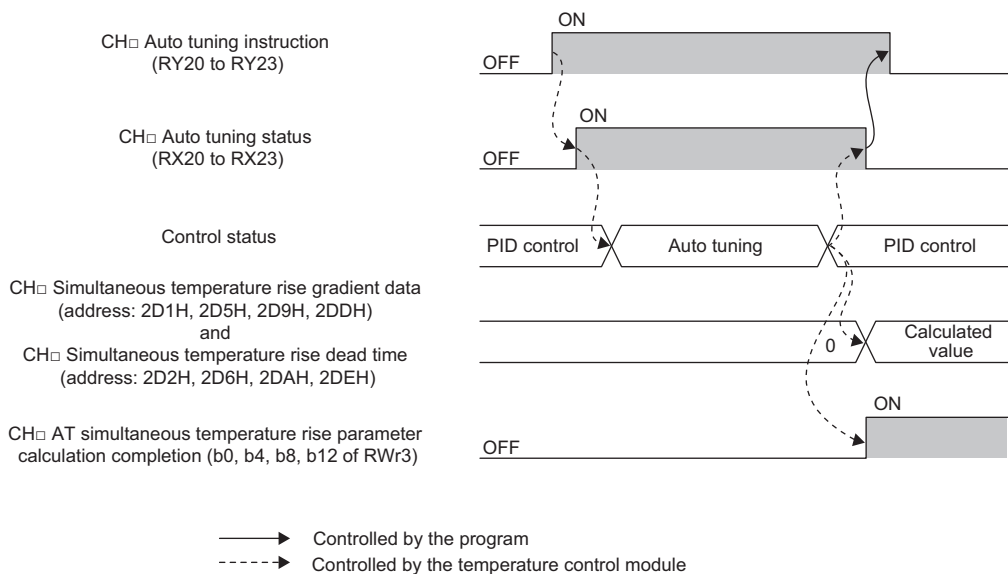 ON
CH□ Auto tuning instruction
(RY20 to RY23)
OFF
ON
CH□ Auto tuning status
(RX20 to RX23)
OFF
Control status
PID control
Auto tuning
PID control
CH□ Simultaneous temperature rise gradient data
(address: 2D1H, 2D5H, 2D9H, 2DDH)
and
CH□ Simultaneous temperature rise dead time
(address: 2D2H, 2D6H, 2DAH, 2DEH)
0
Calculated
value
ON
CH□ AT simultaneous temperature rise parameter
calculation completion (b0, b4, b8, b12 of RWr3)
OFF
Controlled by the program
Controlled by the temperature control module